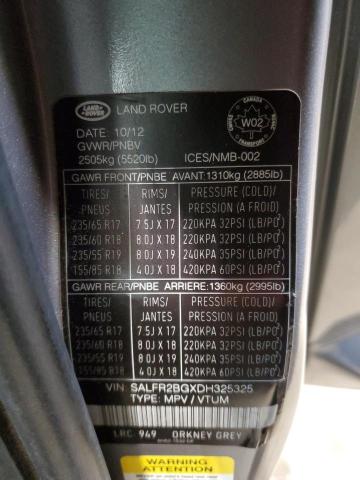 LAND ROVER LAND ROVER
DATE: 10/12
GVWR/PNBV
2505kg (5520lb) ICES/NMB-002
CANADA
W02
TRANSPORT
GAWR FRONT/PNBE AVANT:1310kg (2885lb)
TIRES/ RIMS/ PRESSURE (COLD)/
PNEUS JANTES PRESSION (A FROID)
235/65 R17 7.5J X 17 220KPA 32PSI (LB/PO²)
235/60 R18 8.0J X 18 220KPA 32PSI (LB/PO²)
235/55 R19 8.0J X 19 240KPA 35PSI (LB/PO²)
155/85 R18 4.0J X 18 420KPA 60PSI (LB/PO²)
GAWR REAR/PNBE ARRIERE:1360kg (2995lb)
TIRES/ RIMS/ PRESSURE (COLD)/
PNEUS JANTES PRESSION (A FROID)
235/65 R17 7.5J X 17 220KPA 32PSI (LB/PO²)
235/60 R18 8.0J X 18 220KPA 32PSI (LB/PO²)
235/55 R19 8.0J X 19 240KPA 35PSI (LB/PO²)
155/85 R18 4.0J X 18 420KPA 60PSI (LB/PO²)
VIN: SALFR2BGXDH325325
TYPE: MPV / VTUM
LRC 949 ORKNEY GREY